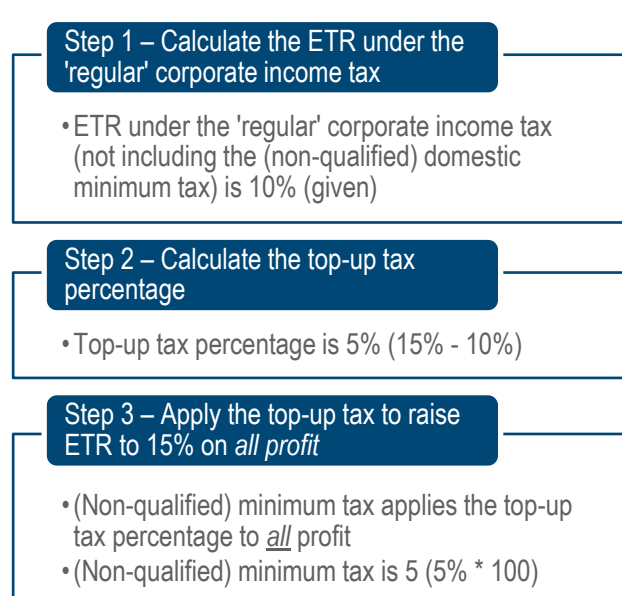 Step 1 – Calculate the ETR under the
'regular' corporate income tax
•ETR under the 'regular' corporate income tax
(not including the (non-qualified) domestic
minimum tax) is 10% (given)
Step 2 – Calculate the top-up tax
percentage
•Top-up tax percentage is 5% (15% - 10%)
Step 3 – Apply the top-up tax to raise
ETR to 15% on all profit
•(Non-qualified) minimum tax applies the top-up
tax percentage to all profit
•(Non-qualified) minimum tax is 5 (5% * 100)